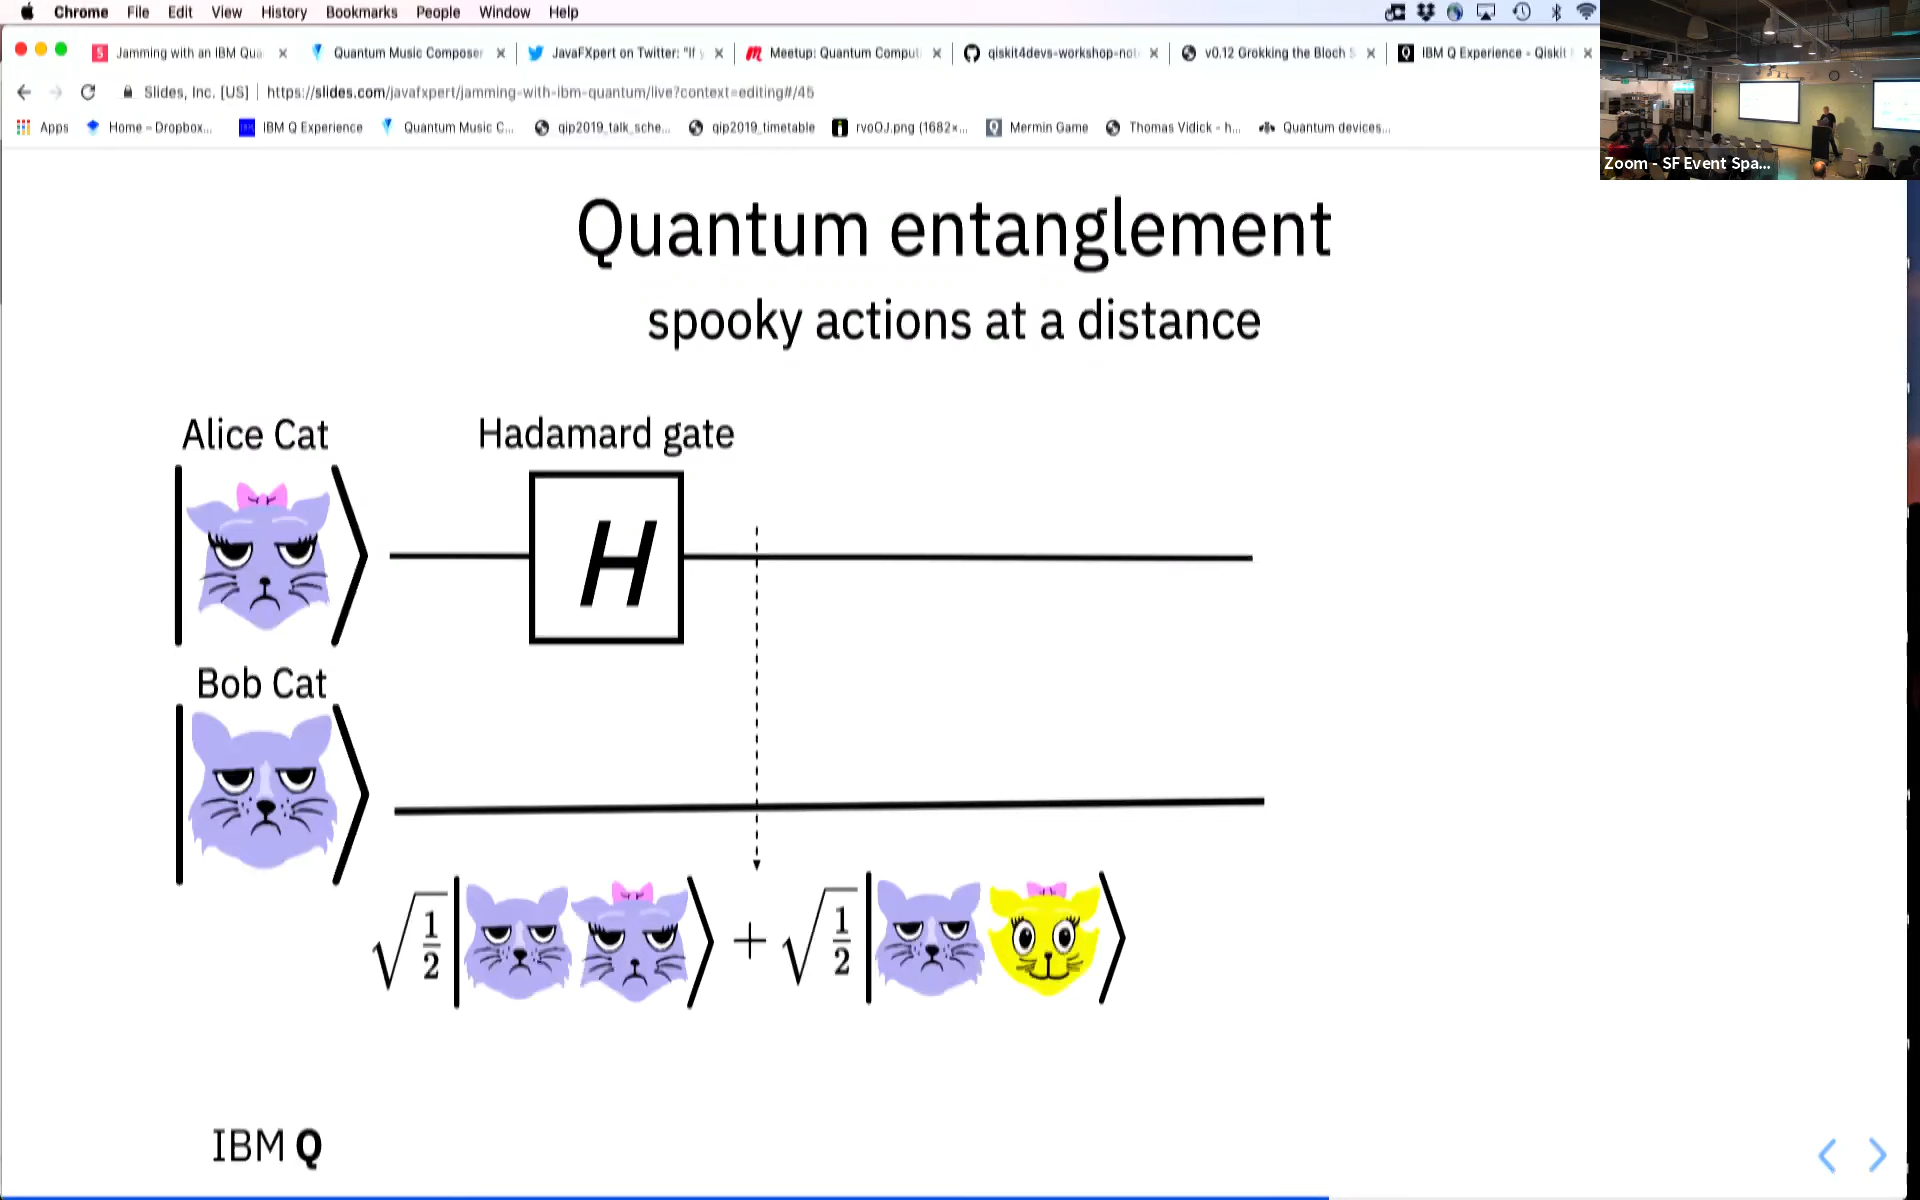 Chrome File Edit View History Bookmarks People Window Help
Jamming with an IBM Qua
Quantum Music Composer
JavaFXpert on Twitter: "If y
Meetup: Quantum Comput
qiskit4devs-workshop-not
v0.12 Grokking the Bloch S
IBM Q Experience - Qiskit
Slides, Inc. [US] | https://slides.com/javafxpert/jamming-with-ibm-quantum/live?context=editing#/45
Apps Home - Dropbox... IBM Q Experience Quantum Music C... qip2019_talk_sche... qip2019_timetable rvoOJ.png (1682×... Mermin Game Thomas Vidick - h... Quantum devices...
Zoom - SF Event Spa...
Quantum entanglement
spooky actions at a distance
Alice Cat
Hadamard gate
H
Bob Cat
√1/2 | ⟩ + √1/2 | ⟩
IBM Q